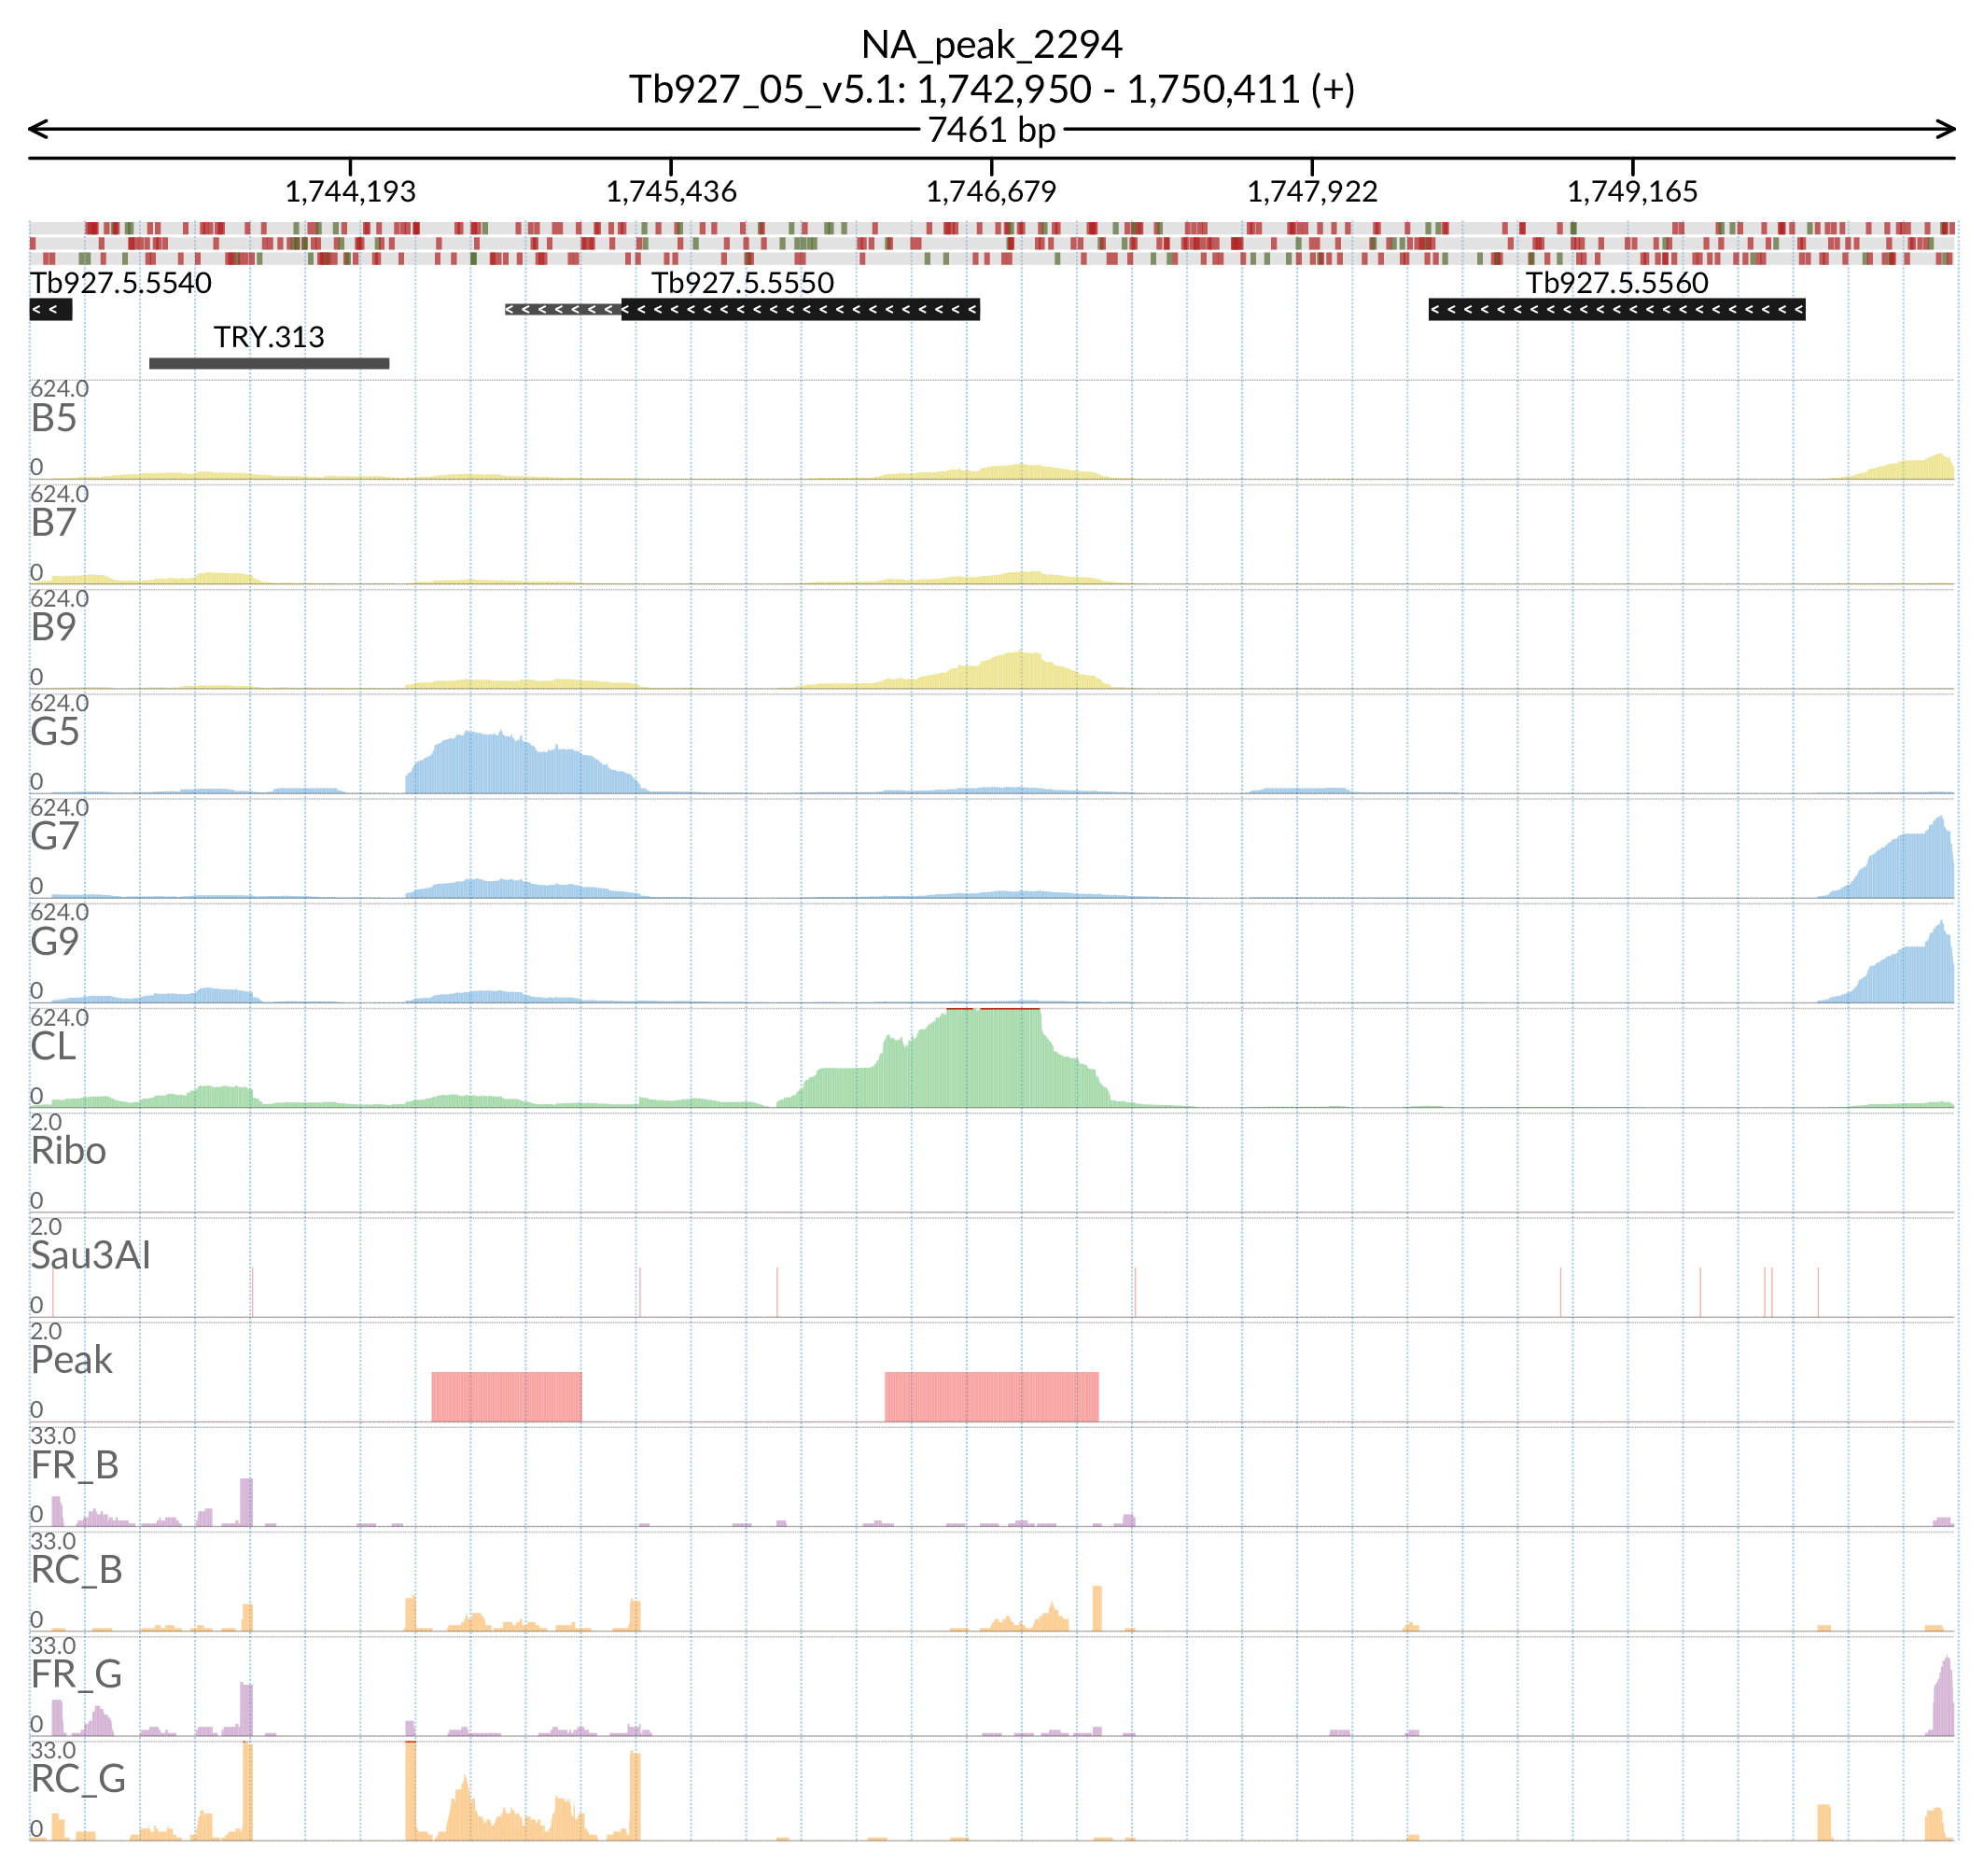 NA_peak_2294
Tb927_05_v5.1: 1,742,950 - 1,750,411 (+)
7461 bp
1,744,193 1,745,436 1,746,679 1,747,922 1,749,165
Tb927.5.5540 Tb927.5.5550 Tb927.5.5560
TRY.313
624.0
B5
0
624.0
B7
0
624.0
B9
0
624.0
G5
0
624.0
G7
0
624.0
G9
0
624.0
CL
0
2.0
Ribo
0
2.0
Sau3AI
0
2.0
Peak
0
33.0
FR_B
0
33.0
RC_B
0
33.0
FR_G
0
33.0
RC_G
0